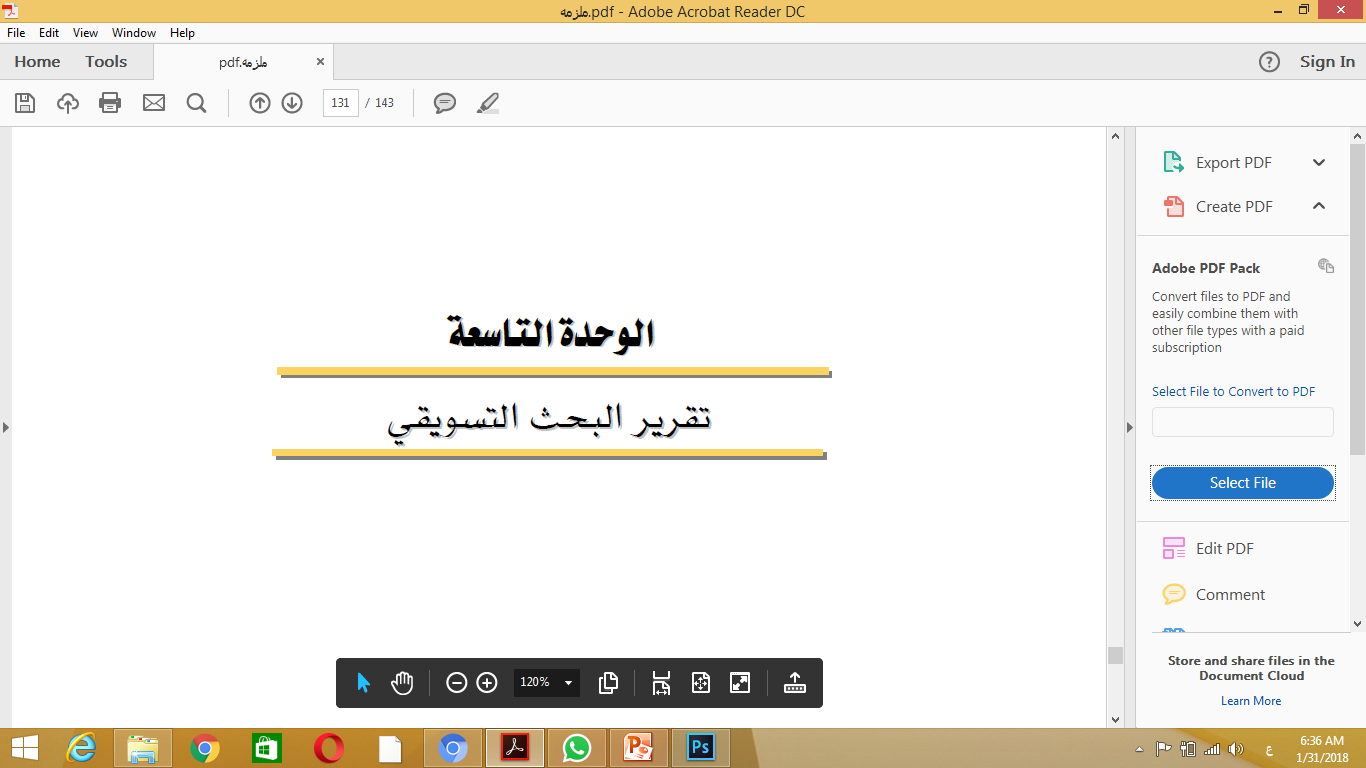 ملزمه.pdf - Adobe Acrobat Reader DC
File Edit View Window Help
Home Tools ملزمه.pdf × Sign In
131 / 143
Export PDF
Create PDF
Adobe PDF Pack
Convert files to PDF and
easily combine them with
other file types with a paid
subscription
Select File to Convert to PDF
Select File
Edit PDF
Comment
Store and share files in the
Document Cloud
Learn More
الوحدة التاسعة
تقرير البحث التسويقي
120%
Ps
ع
6:36 AM
1/31/2018